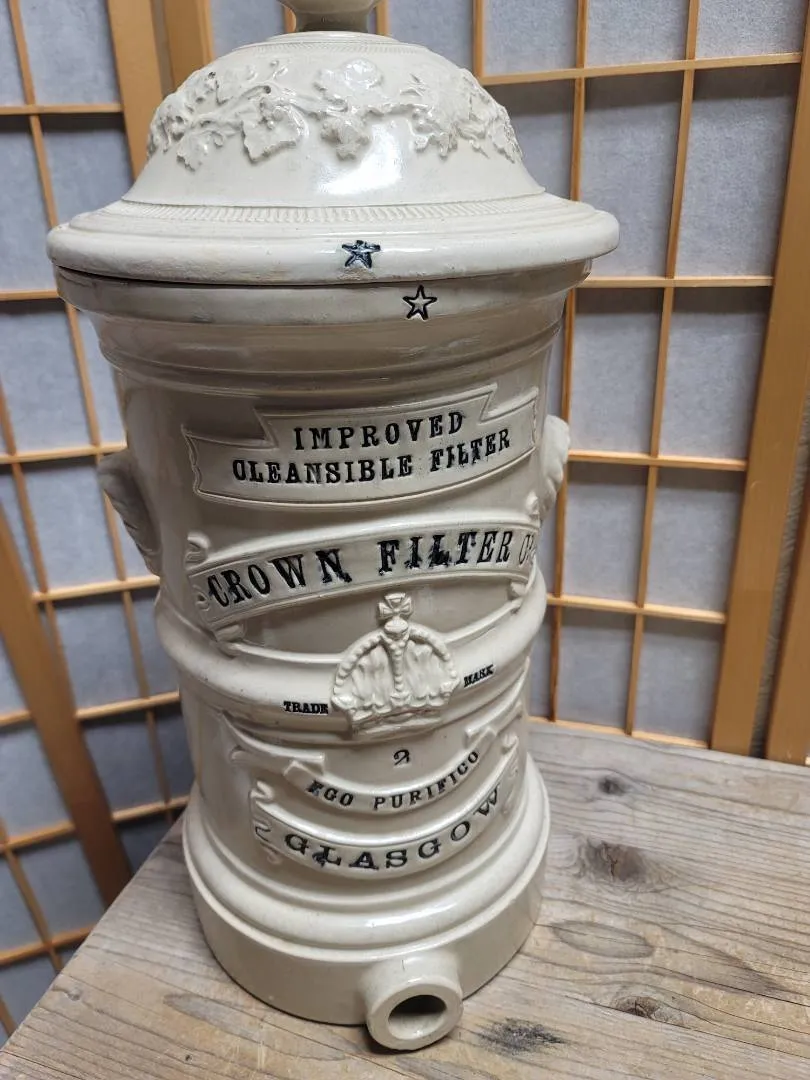 IMPROVED
CLEANSIBLE FILTER
CROWN FILTER Co
TRADE MARK
2
EGO PURIFICO
GLASGOW